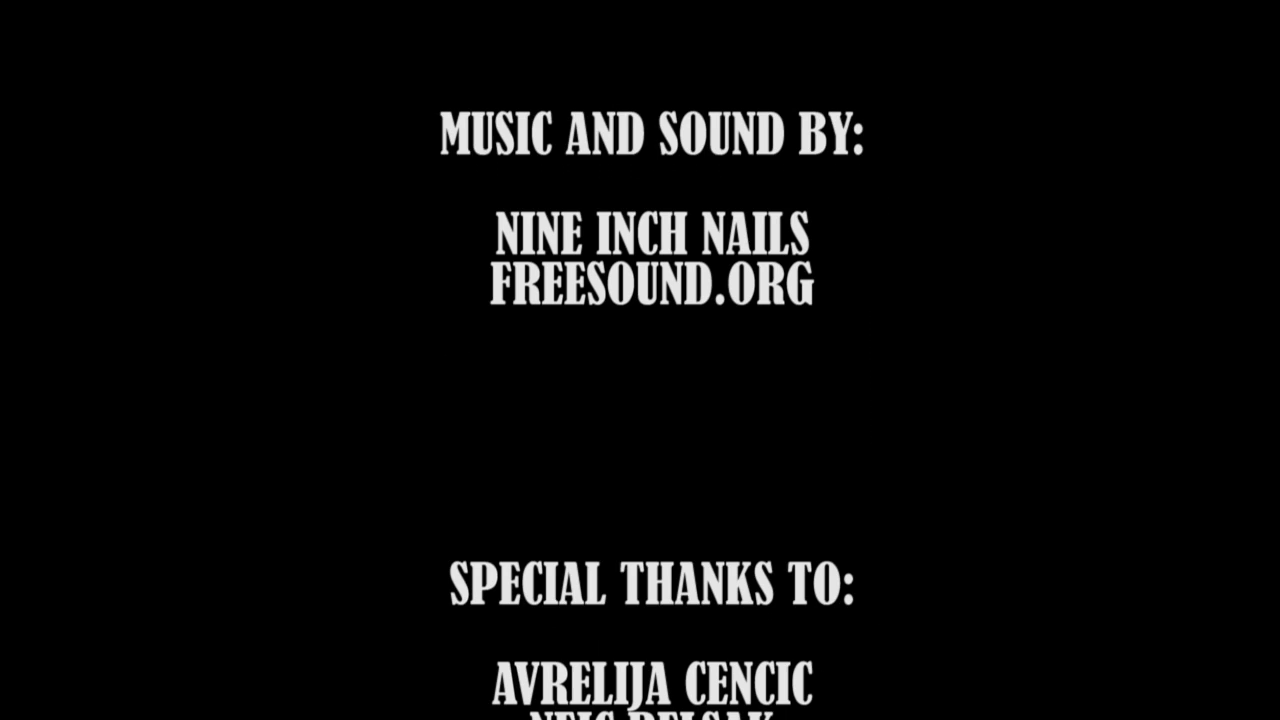 MUSIC AND SOUND BY:
NINE INCH NAILS
FREESOUND.ORG
SPECIAL THANKS TO:
AVRELIJA CENCIC